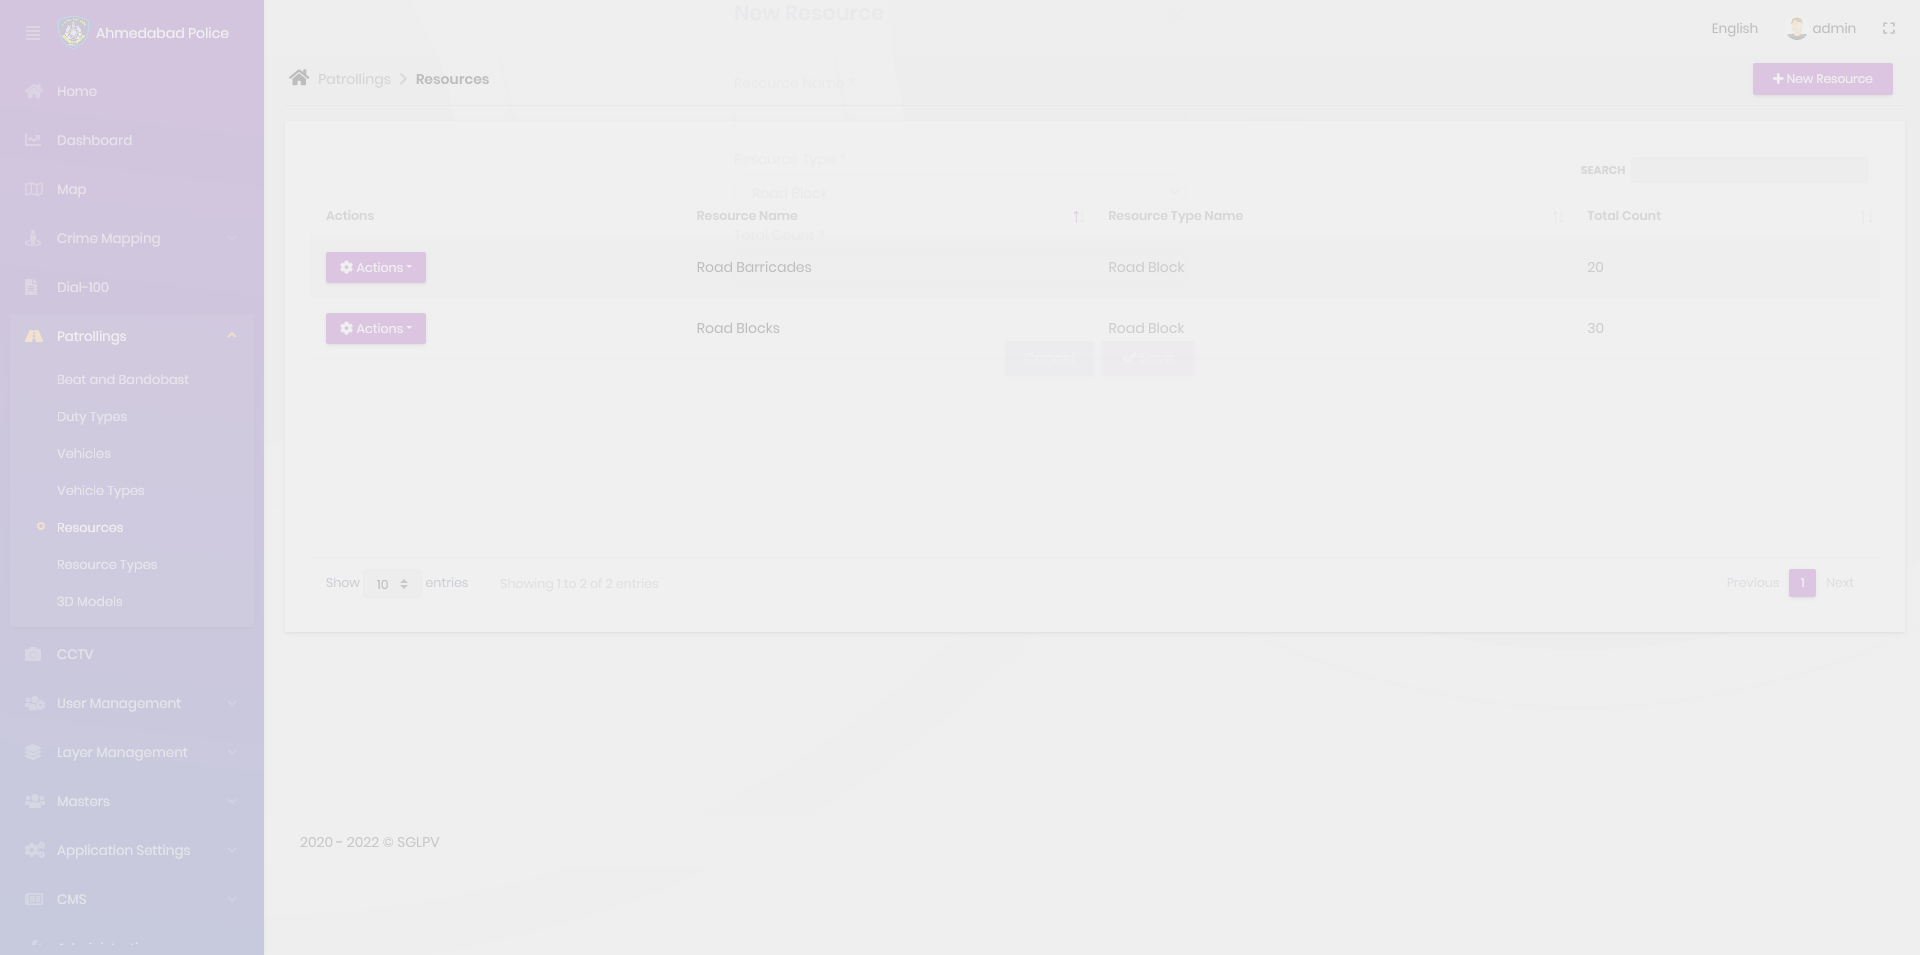 Ahmedabad Police
Home
Dashboard
Map
Crime Mapping
Dial-100
Patrollings
Beat and Bandobast
Duty Types
Vehicles
Vehicle Types
Resources
Resource Types
3D Models
CCTV
User Management
Layer Management
Masters
Application Settings
CMS
English admin
Patrollings Resources
New Resource
New Resource
Resource Name *
Resource Type *
Road Block
Total Count *
SEARCH
Actions Resource Name Resource Type Name Total Count
Actions Road Barricades Road Block 20
Actions Road Blocks Road Block 30
Show 10 entries Showing 1 to 2 of 2 entries Previous 1 Next
2020 - 2022 © SGLPV